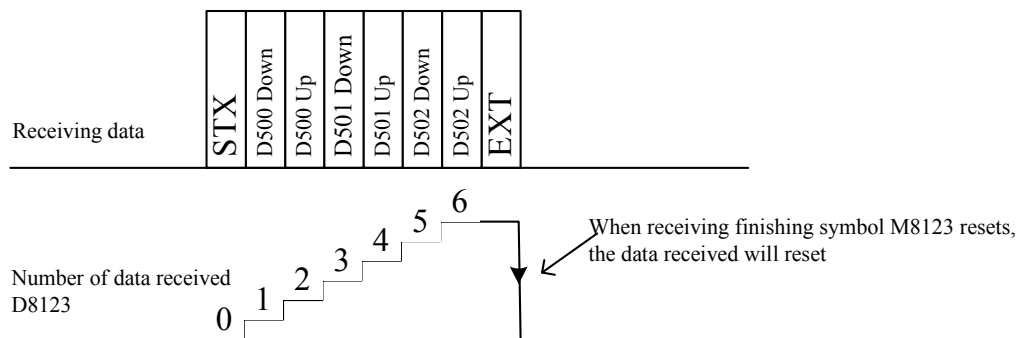 STX
D500 Down
D500 Up
D501 Down
D501 Up
D502 Down
D502 Up
EXT
Receiving data
0
1
2
3
4
5
6
When receiving finishing symbol M8123 resets,
the data received will reset
Number of data received
D8123